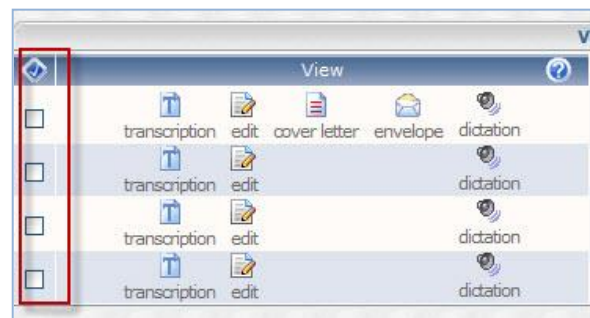 V
View
transcription edit cover letter envelope dictation
transcription edit dictation
transcription edit dictation
transcription edit dictation